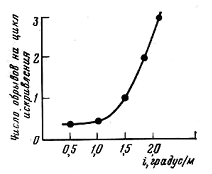 Число обрывов на цикл
искривления
3
2
1
0
0,5 1,0 1,5 2,0
i, градус/м